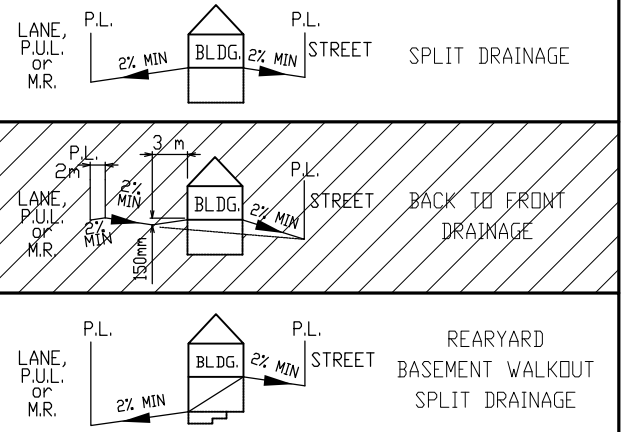 P.L.
P.L.
LANE,
P.U.L.
or
M.R.
2% MIN
BLDG.
2% MIN
STREET
SPLIT DRAINAGE
3 m
P.L.
2m
P.L.
LANE,
P.U.L.
or
M.R.
2%
MIN
2%
MIN
150mm
BLDG.
2% MIN
STREET
BACK TO FRONT
DRAINAGE
P.L.
P.L.
LANE,
P.U.L.
or
M.R.
2% MIN
BLDG.
2% MIN
STREET
REARYARD
BASEMENT WALKOUT
SPLIT DRAINAGE